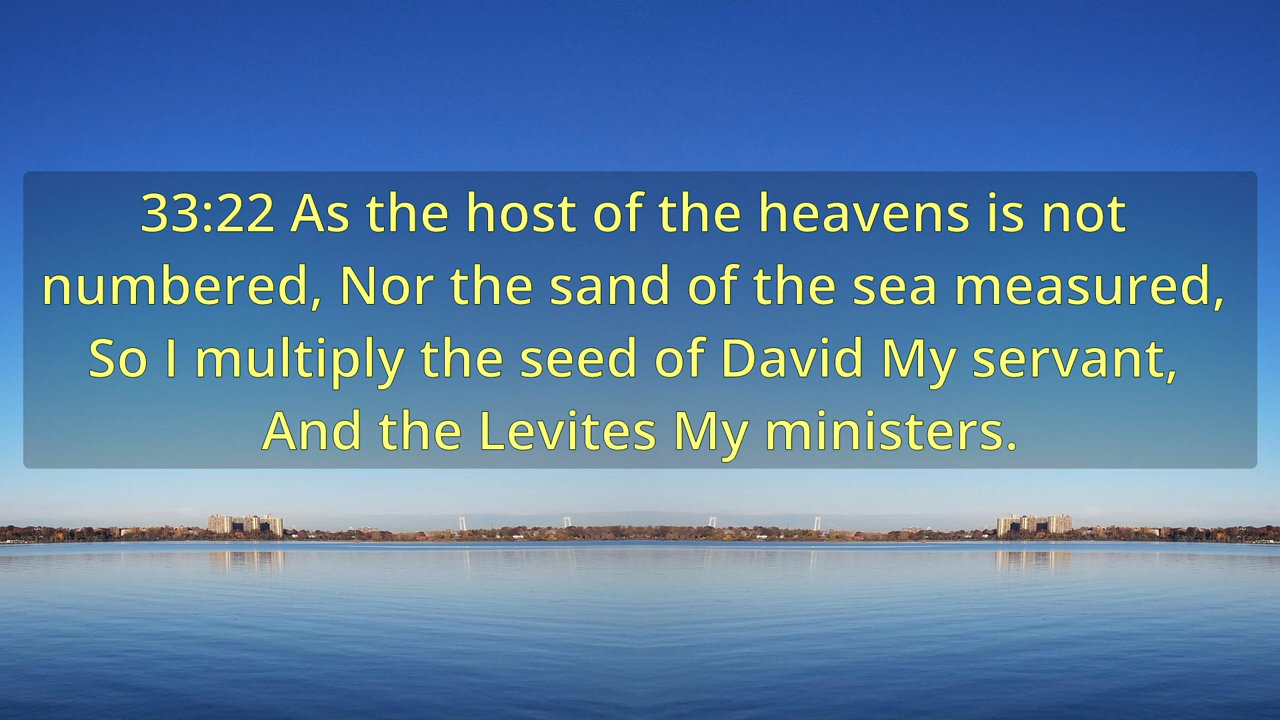 33:22 As the host of the heavens is not
numbered, Nor the sand of the sea measured,
So I multiply the seed of David My servant,
And the Levites My ministers.